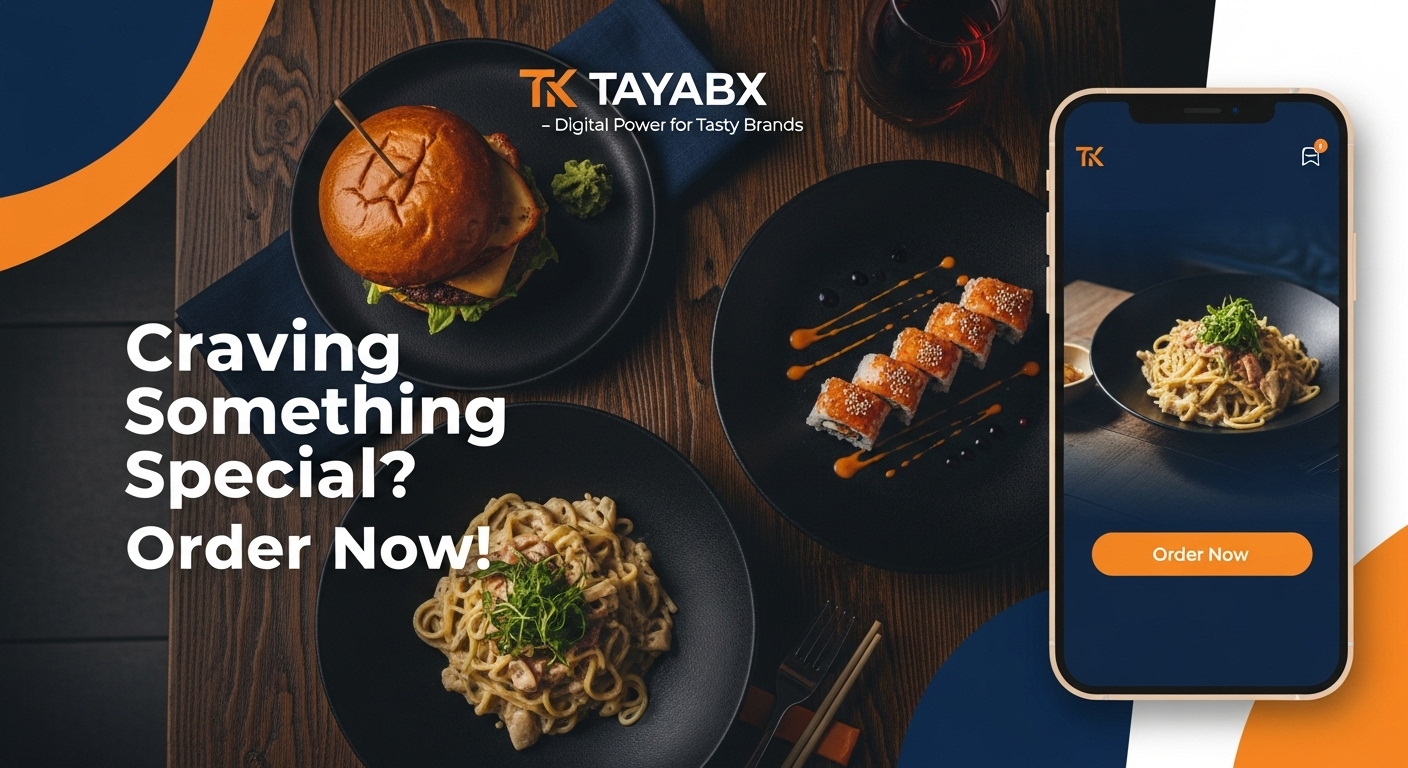 TK TAYABX
– Digital Power for Tasty Brands
Craving
Something
Special?
Order Now!
TK
Order Now